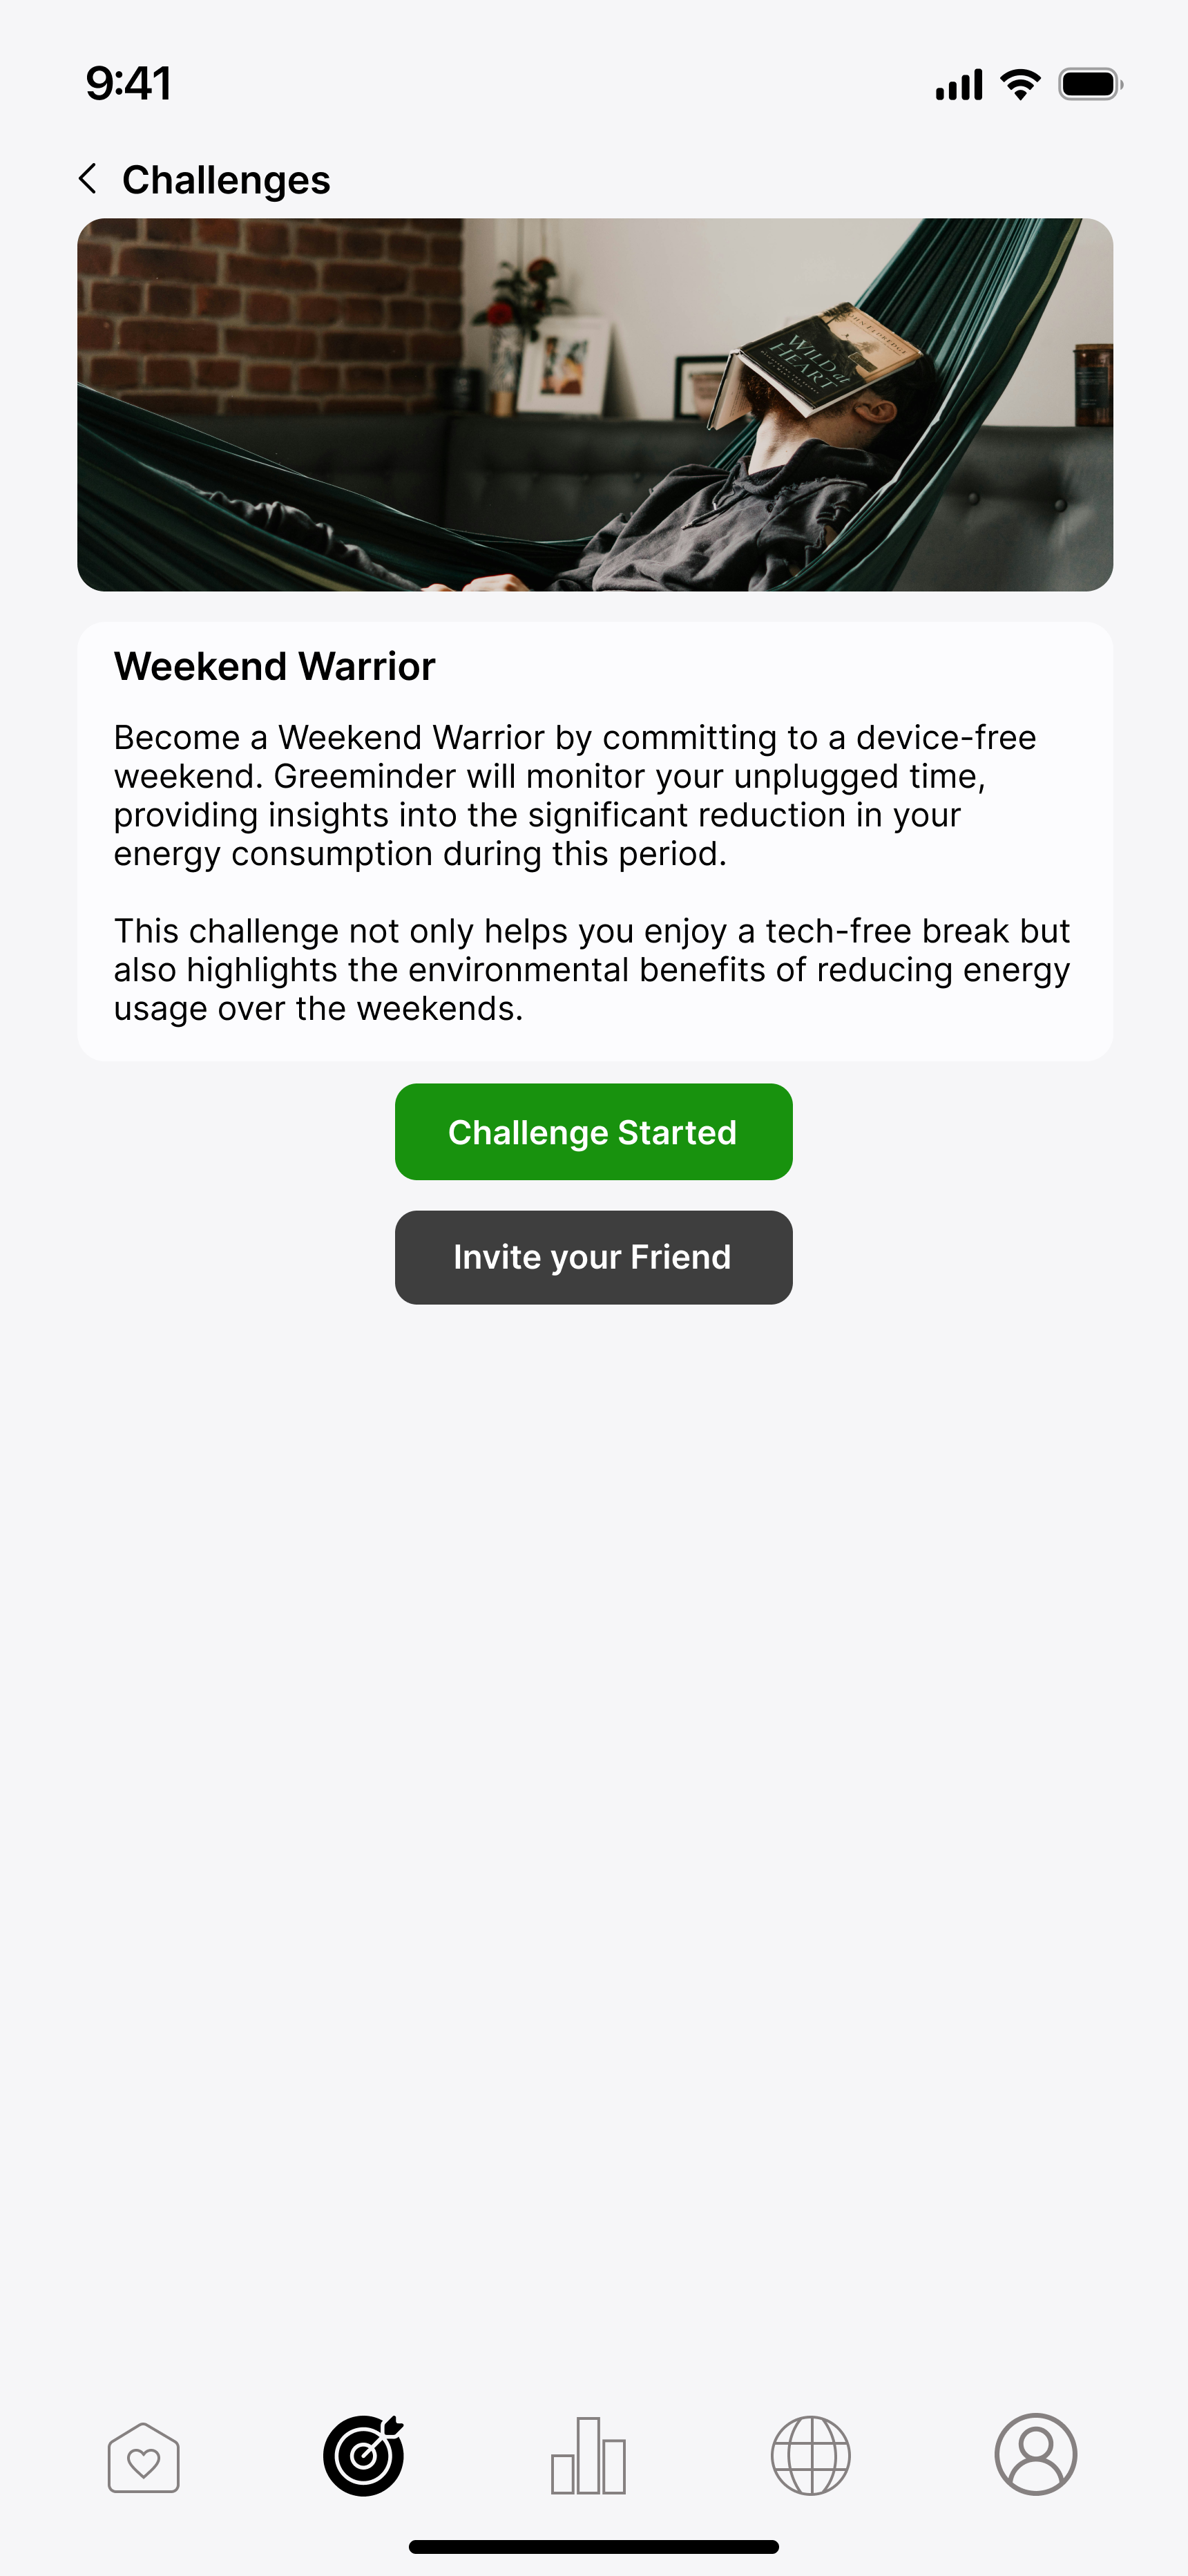 9:41
Challenges
JOHN ELDREDGE
WILD at
HEART
Weekend Warrior
Become a Weekend Warrior by committing to a device-free
weekend. Greeminder will monitor your unplugged time,
providing insights into the significant reduction in your
energy consumption during this period.
This challenge not only helps you enjoy a tech-free break but
also highlights the environmental benefits of reducing energy
usage over the weekends.
Challenge Started
Invite your Friend